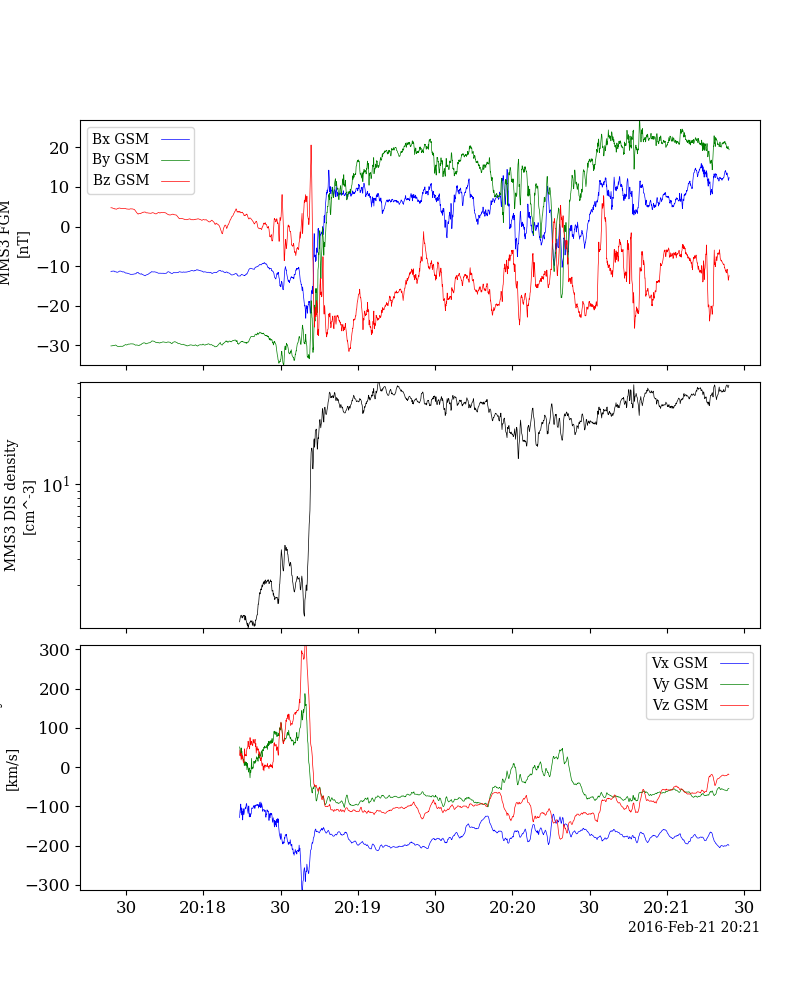 MMS3 FGM
[nT]
Bx GSM
By GSM
Bz GSM
20
10
0
−10
−20
−30
MMS3 DIS density
[cm^-3]
10^1
[km/s]
Vx GSM
Vy GSM
Vz GSM
300
200
100
0
−100
−200
−300
30 20:18 30 20:19 30 20:20 30 20:21 30
2016-Feb-21 20:21